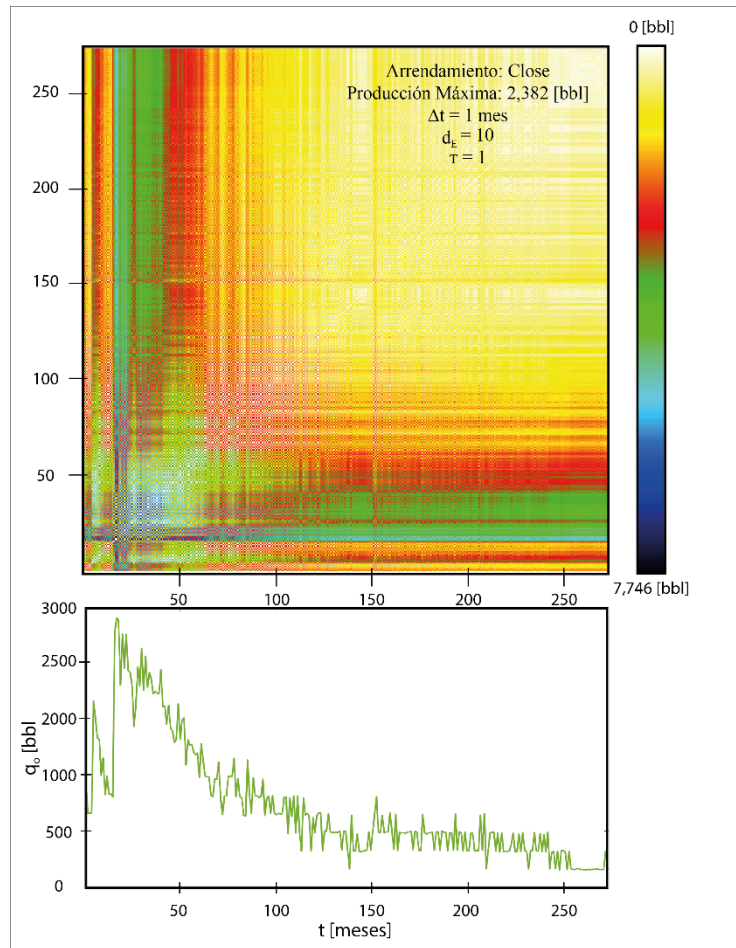 0 [bbl]
Arrendamiento: Close
Producción Máxima: 2,382 [bbl]
Δt = 1 mes
d_E = 10
T = 1
250
200
150
100
50
50 100 150 200 250
7,746 [bbl]
3000
2500
2000
1000
500
0
q_o [bbl
50 100 150 200 250
t [meses]